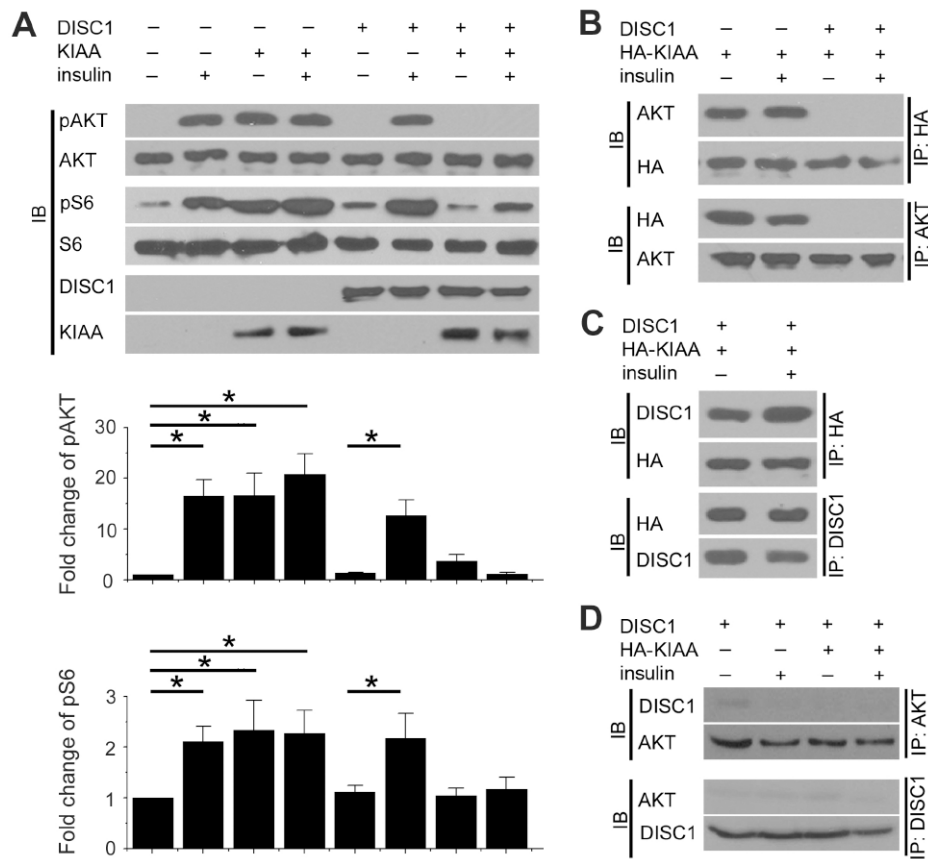 A
DISC1 – – – – + + + +
KIAA – – + + – – + +
insulin – + – + – + – +
IB
pAKT
AKT
pS6
S6
DISC1
KIAA
Fold change of pAKT
30
20
10
0
* * * *
Fold change of pS6
3
2
1
0
* * * *
B
DISC1 – – + +
HA-KIAA + + + +
insulin – + – +
IB
AKT
HA
IP: HA
IB
HA
AKT
IP: AKT
C
DISC1 + +
HA-KIAA + +
insulin – +
IB
DISC1
HA
IP: HA
IB
HA
DISC1
IP: DISC1
D
DISC1 + + + +
HA-KIAA – – + +
insulin – + – +
IB
DISC1
AKT
IP: AKT
IB
AKT
DISC1
IP: DISC1